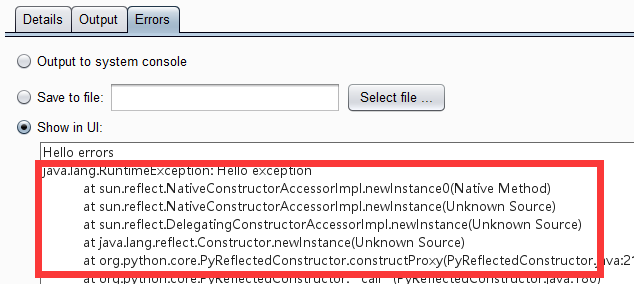 Details Output Errors
Output to system console
Save to file: Select file ...
Show in UI:
Hello errors
java.lang.RuntimeException: Hello exception
at sun.reflect.NativeConstructorAccessorImpl.newInstance0(Native Method)
at sun.reflect.NativeConstructorAccessorImpl.newInstance(Unknown Source)
at sun.reflect.DelegatingConstructorAccessorImpl.newInstance(Unknown Source)
at java.lang.reflect.Constructor.newInstance(Unknown Source)
at org.python.core.PyReflectedConstructor.constructProxy(PyReflectedConstructor.java:21
at org.python.core.PyReflectedConstructor.__call__(PyReflectedConstructor.java:180)